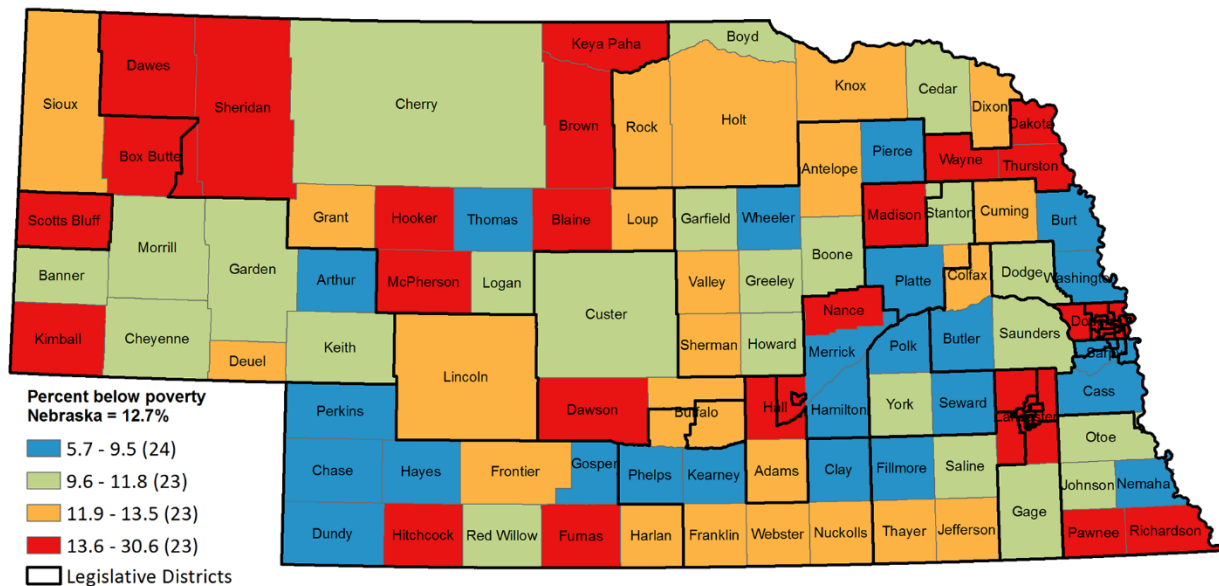 Keya Paha
Boyd
Dawes
Knox
Cedar
Sioux
Sheridan
Cherry
Dixon
Holt
Dakota
Brown
Rock
Box Butte
Pierce
Wayne
Thurston
Antelope
Scotts Bluff
Grant
Hooker
Thomas
Blaine
Loup
Garfield
Wheeler
Madison
Stanton
Cuming
Burt
Morrill
Boone
Banner
Garden
Arthur
McPherson
Logan
Valley
Greeley
Platte
Colfax
Dodge
Washington
Custer
Nance
Kimball
Cheyenne
Keith
Sherman
Howard
Merrick
Polk
Butler
Saunders
Deuel
Lincoln
Cass
Perkins
Dawson
Buffalo
Hall
Hamilton
York
Seward
Lancaster
Otoe
Chase
Hayes
Frontier
Gosper
Phelps
Kearney
Adams
Clay
Fillmore
Saline
Johnson
Nemaha
Gage
Dundy
Hitchcock
Red Willow
Furnas
Harlan
Franklin
Webster
Nuckolls
Thayer
Jefferson
Pawnee
Richardson
Percent below poverty
Nebraska = 12.7%
5.7 - 9.5 (24)
9.6 - 11.8 (23)
11.9 - 13.5 (23)
13.6 - 30.6 (23)
Legislative Districts